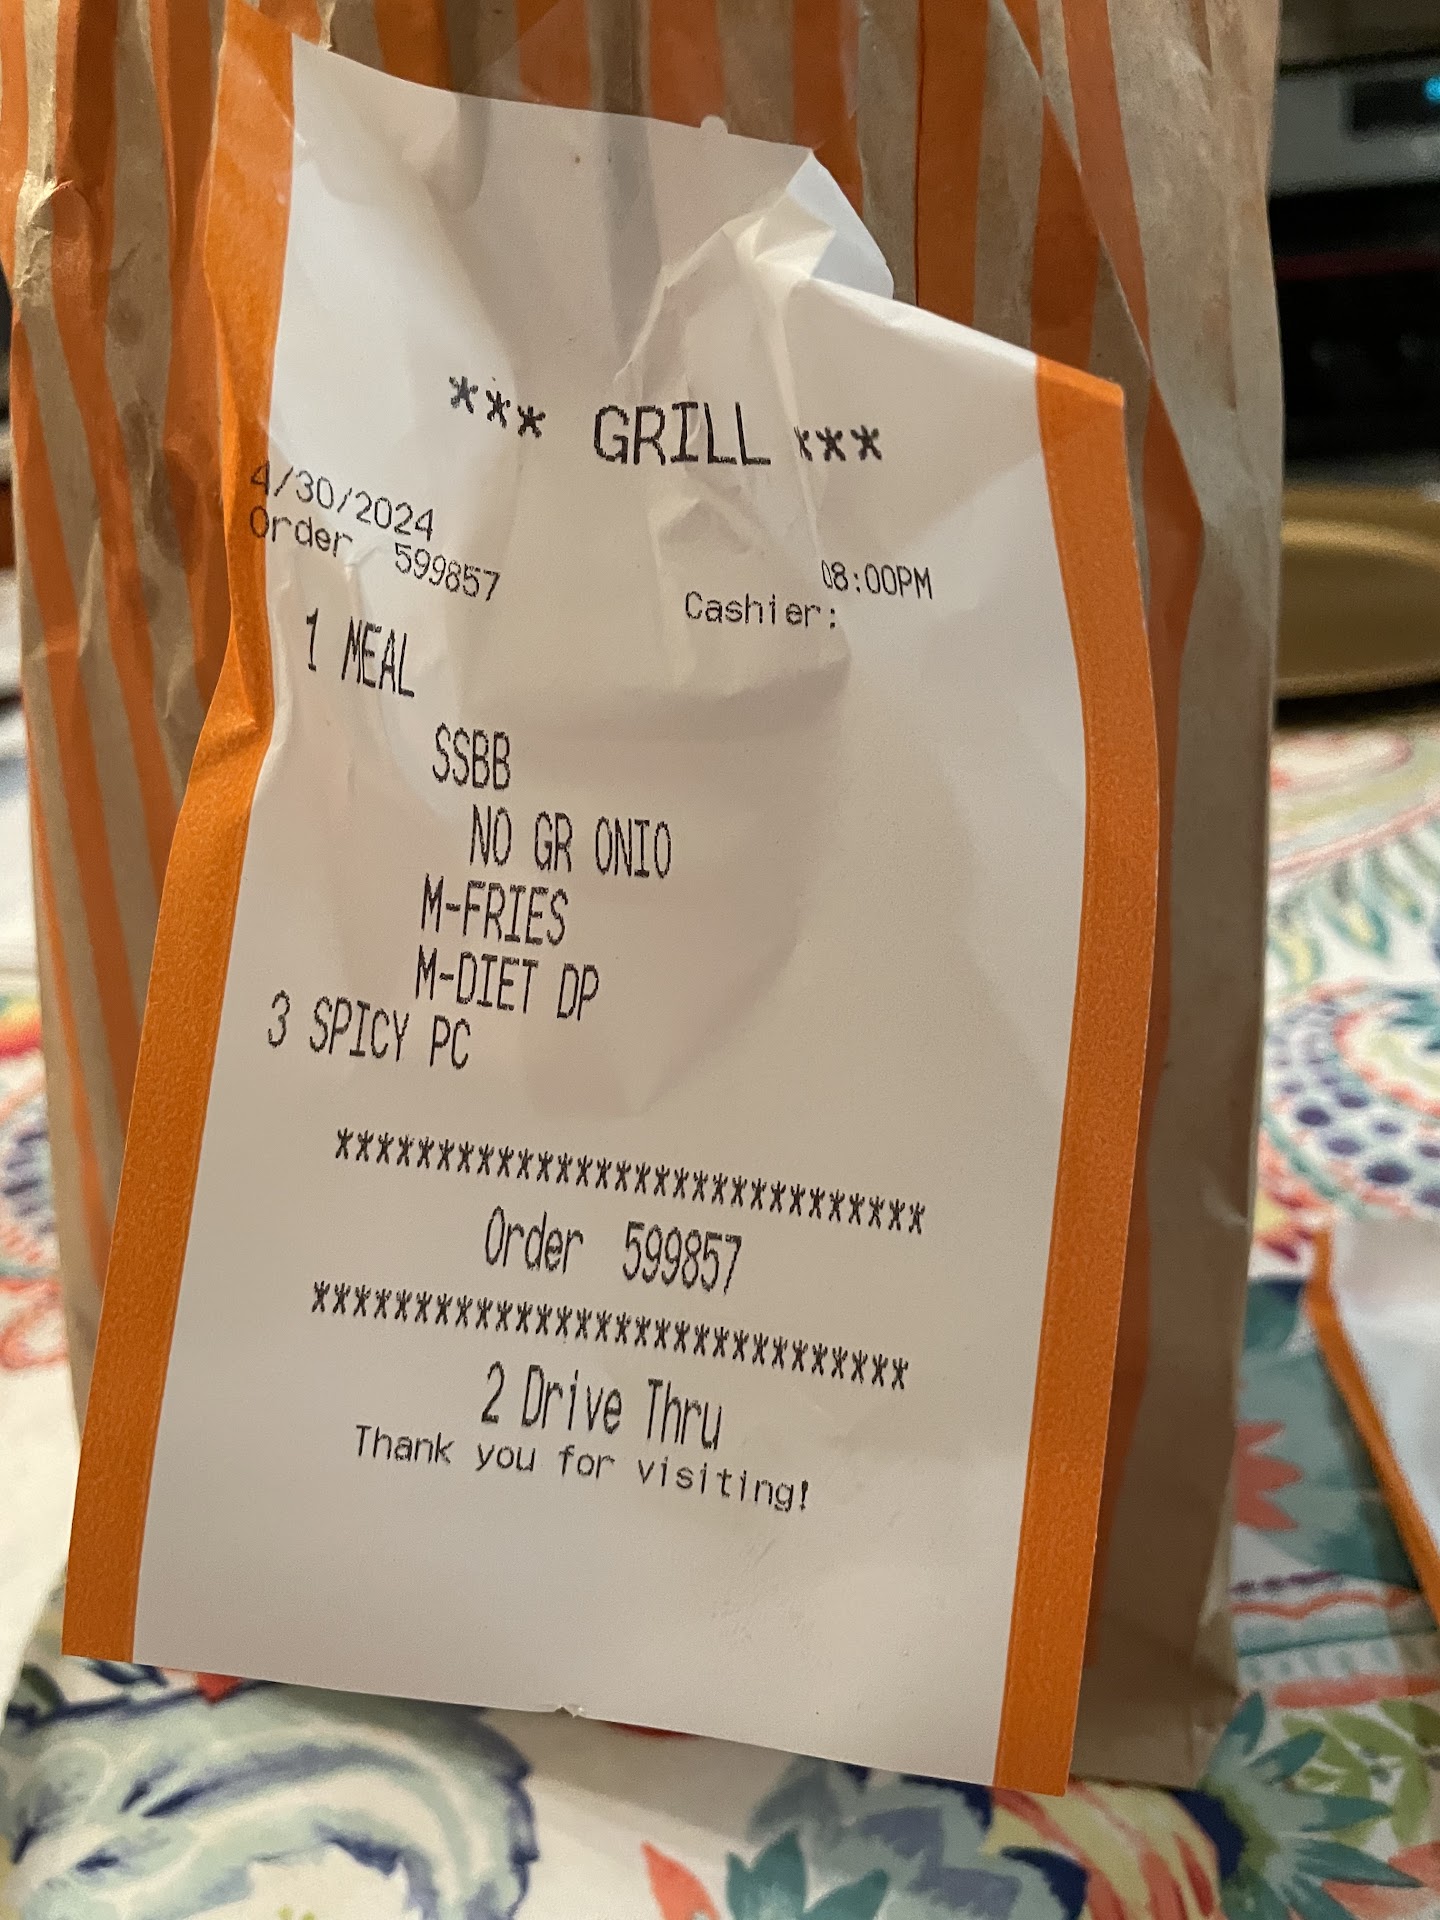 *** GRILL ***
4/30/2024 08:00PM
Order 599857 Cashier:
1 MEAL
SSBB
NO GR ONIO
M-FRIES
M-DIET DP
3 SPICY PC
******************************
Order 599857
******************************
2 Drive Thru
Thank you for visiting!